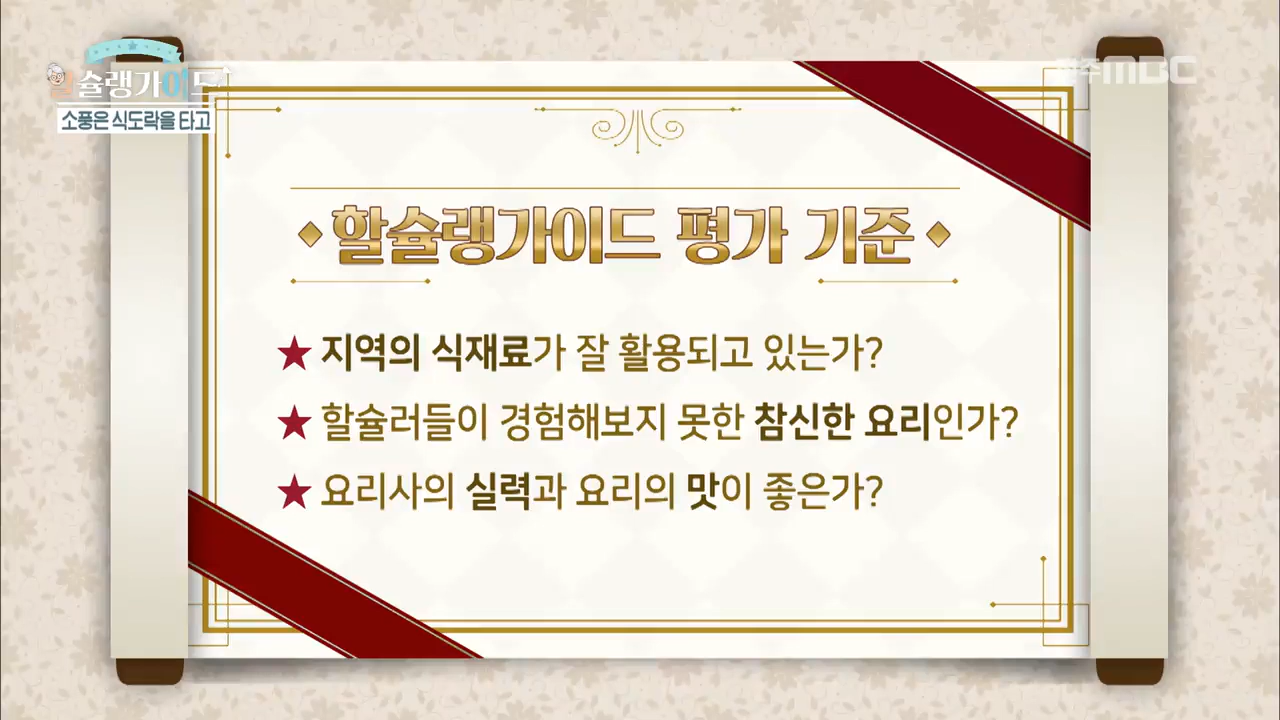 할슐랭가이드
소풍은 식도락을 타고
MBC
할슐랭가이드 평가 기준
지역의 식재료가 잘 활용되고 있는가?
할슐러들이 경험해보지 못한 참신한 요리인가?
요리사의 실력과 요리의 맛이 좋은가?